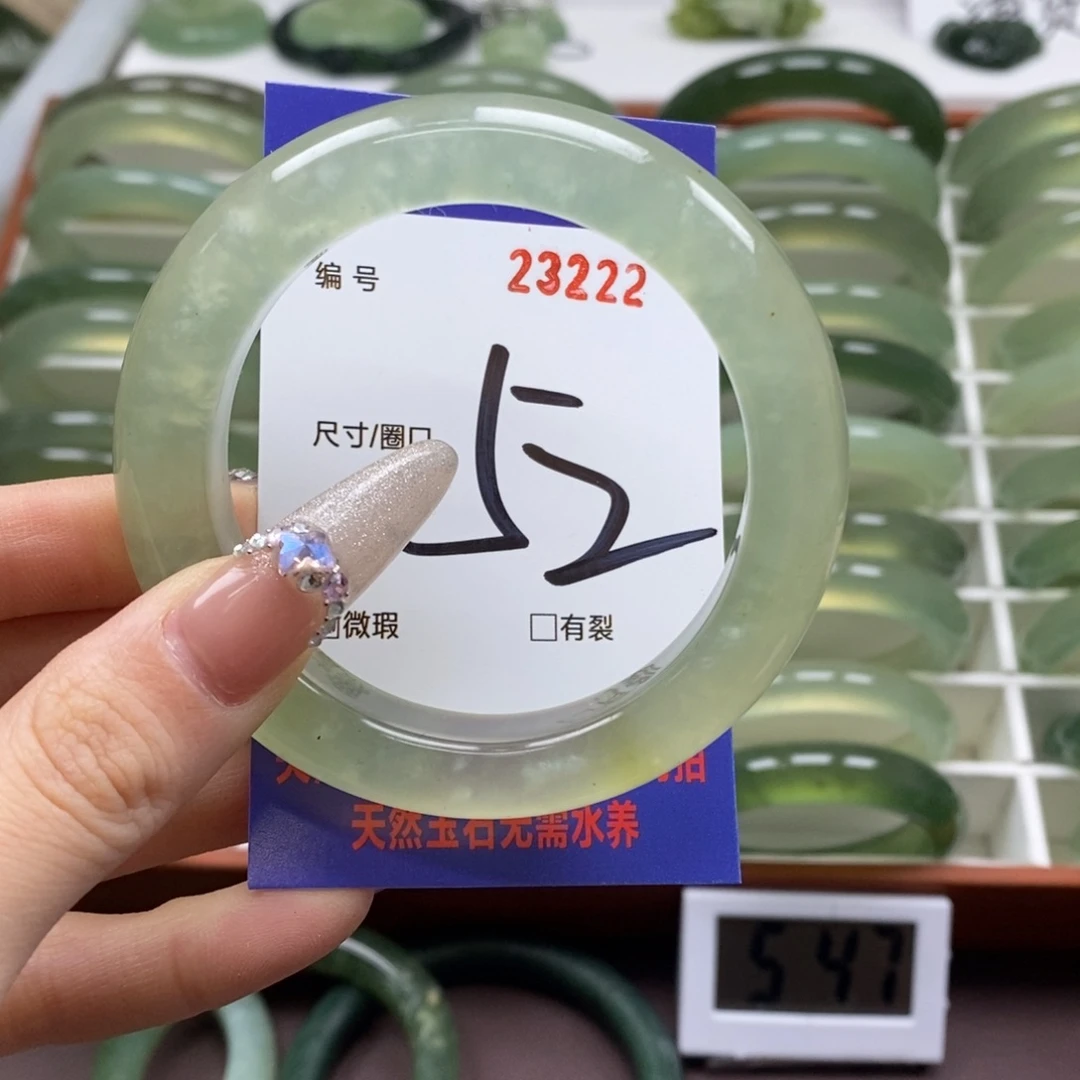 编号 23222
尺寸/圈口 52
微瑕 □有裂
天然玉石无需水养
5 47